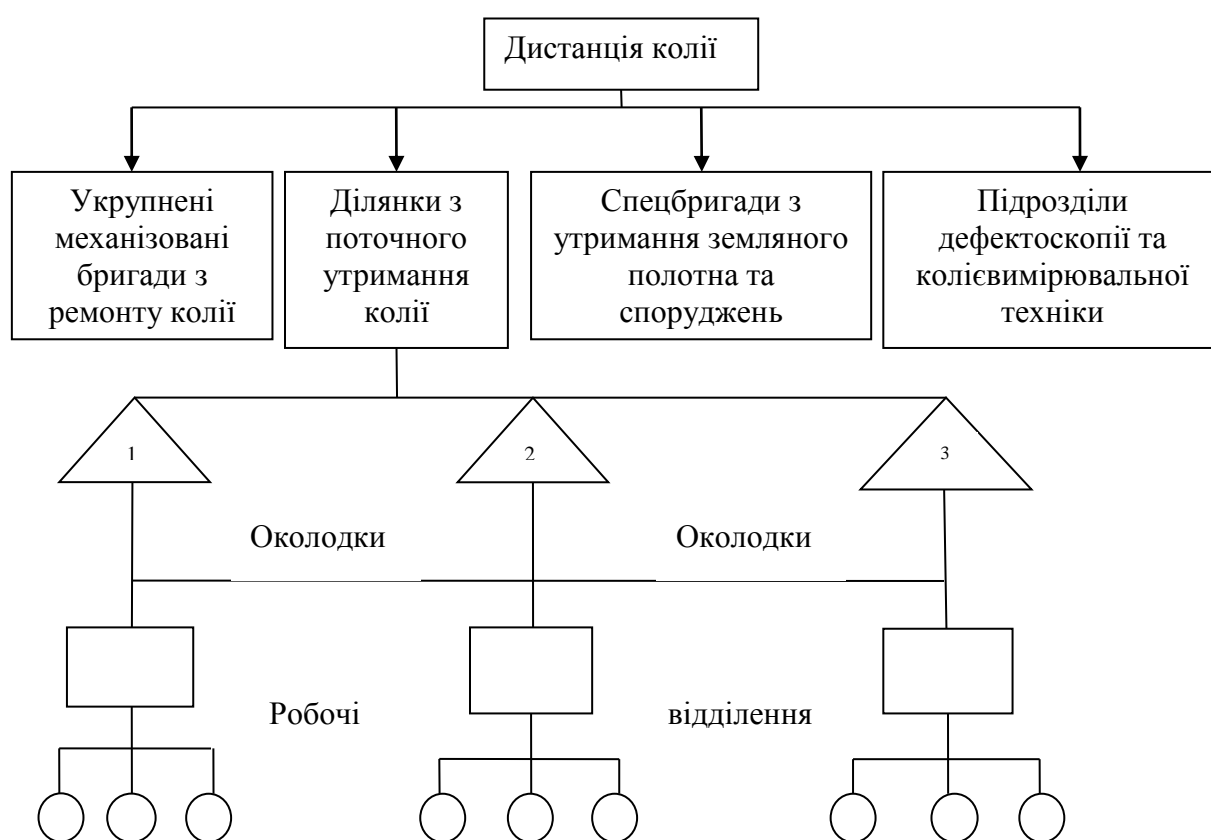 Дистанція колії
Укрупнені
механізовані
бригади з
ремонту колії
Ділянки з
поточного
утримання
колії
Спецбригади з
утримання земляного
полотна та
споруджень
Підрозділи
дефектоскопії та
колієвимірювальної
техніки
1
2
3
Околодки
Околодки
Робочі
відділення